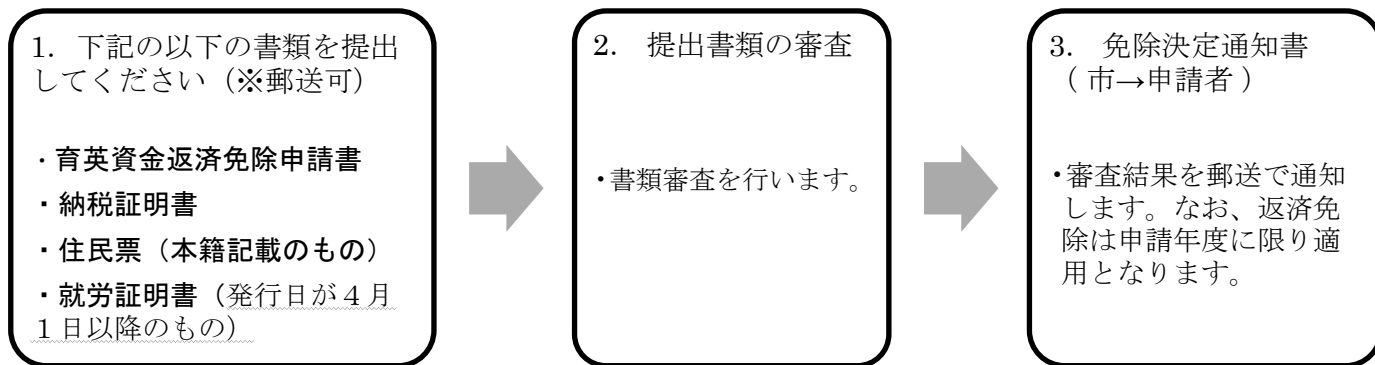 1. 下記の以下の書類を提出
してください（※郵送可）
・育英資金返済免除申請書
・納税証明書
・住民票（本籍記載のもの）
・就労証明書（発行日が４月
１日以降のもの）
2. 提出書類の審査
・書類審査を行います。
3. 免除決定通知書
（ 市→申請者 ）
・審査結果を郵送で通知
します。なお、返済免
除は申請年度に限り適
用となります。